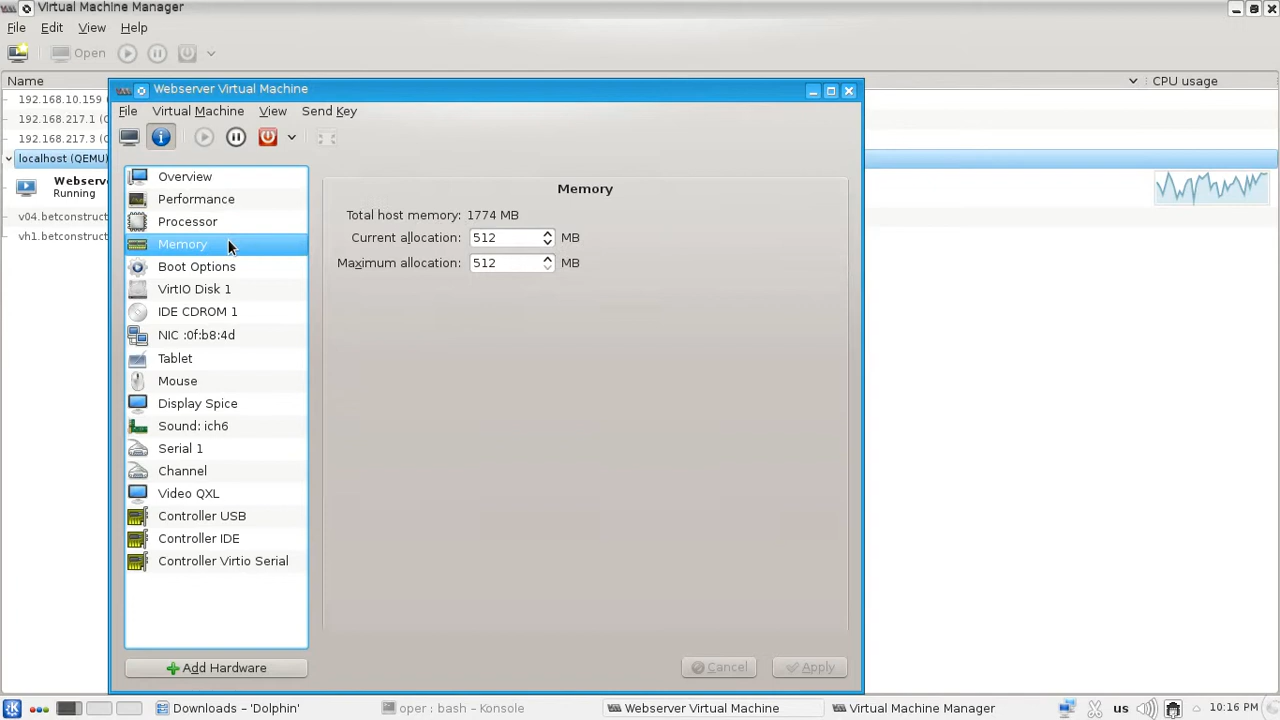 Virtual Machine Manager
File Edit View Help
Open
Name CPU usage
192.168.10.159 (
192.168.217.1 (
192.168.217.3 (
localhost (QEMU)
Webserve
Running
v04.betconstruct
vh1.betconstruct
Webserver Virtual Machine
File Virtual Machine View Send Key
Overview
Performance
Processor
Memory
Boot Options
VirtIO Disk 1
IDE CDROM 1
NIC :0f:b8:4d
Tablet
Mouse
Display Spice
Sound: ich6
Serial 1
Channel
Video QXL
Controller USB
Controller IDE
Controller Virtio Serial
Add Hardware
Memory
Total host memory: 1774 MB
Current allocation: 512 MB
Maximum allocation: 512 MB
Cancel Apply
Downloads – 'Dolphin' oper : bash – Konsole Webserver Virtual Machine Virtual Machine Manager us 10:16 PM